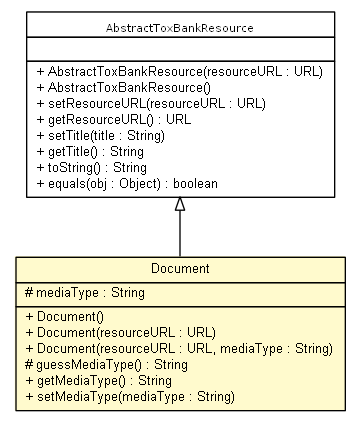 AbstractToxBankResource
+ AbstractToxBankResource(resourceURL : URL)
+ AbstractToxBankResource()
+ setResourceURL(resourceURL : URL)
+ getResourceURL() : URL
+ setTitle(title : String)
+ getTitle() : String
+ toString() : String
+ equals(obj : Object) : boolean
Document
# mediaType : String
+ Document()
+ Document(resourceURL : URL)
+ Document(resourceURL : URL, mediaType : String)
# guessMediaType() : String
+ getMediaType() : String
+ setMediaType(mediaType : String)